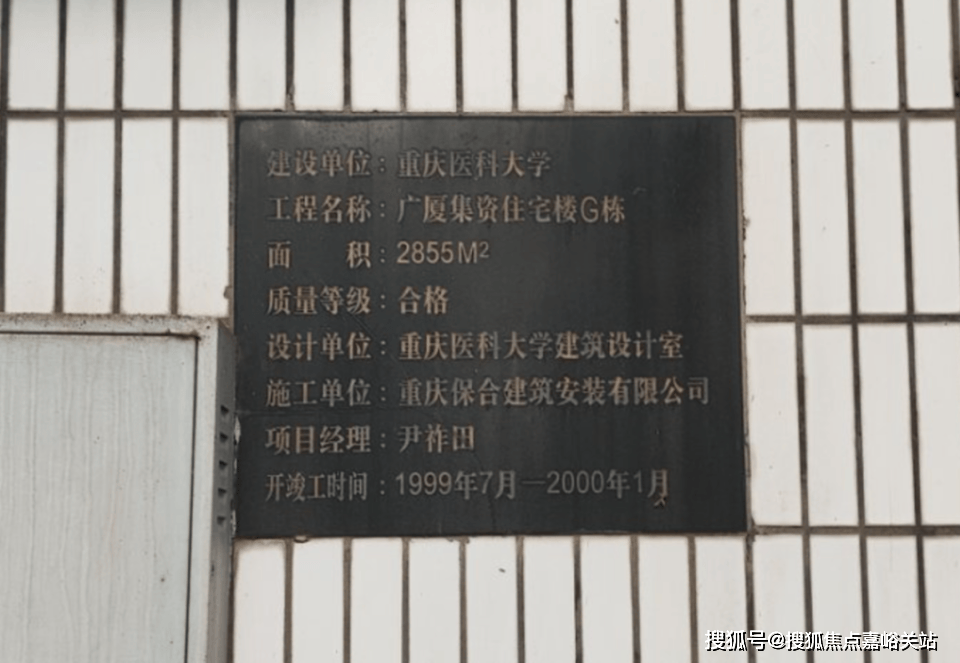 建设单位：重庆医科大学
工程名称：广厦集资住宅楼G栋
面　　积：2855M²
质量等级：合格
设计单位：重庆医科大学建筑设计室
施工单位：重庆保合建筑安装有限公司
项目经理：尹祚田
开竣工时间：1999年7月—2000年1月
搜狐号@搜狐焦点嘉峪关站